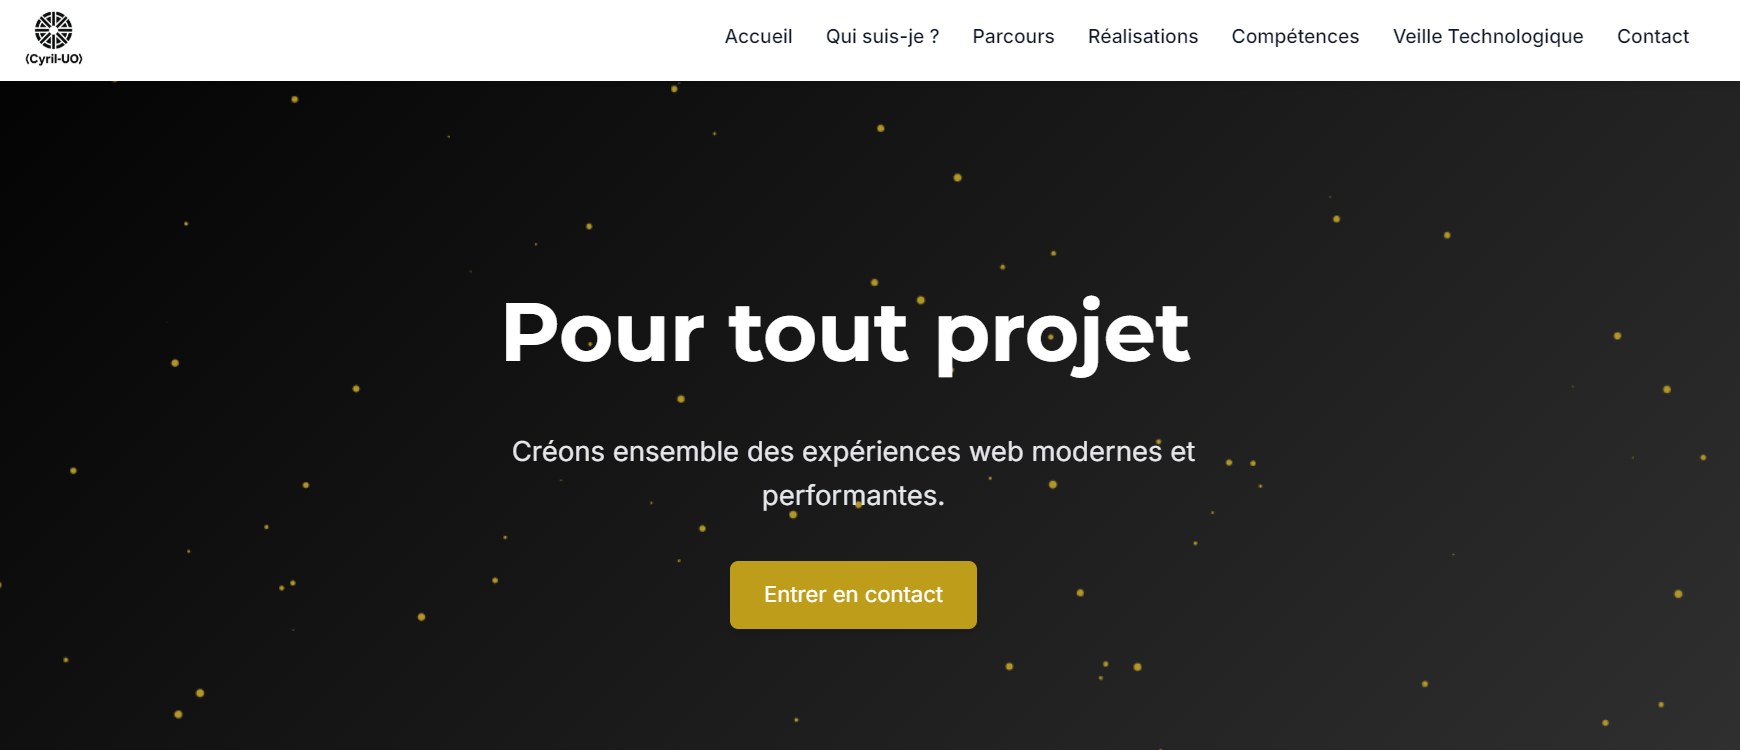 (Cyril-UO)
Accueil Qui suis-je ? Parcours Réalisations Compétences Veille Technologique Contact
Pour tout projet
Créons ensemble des expériences web modernes et
performantes.
Entrer en contact